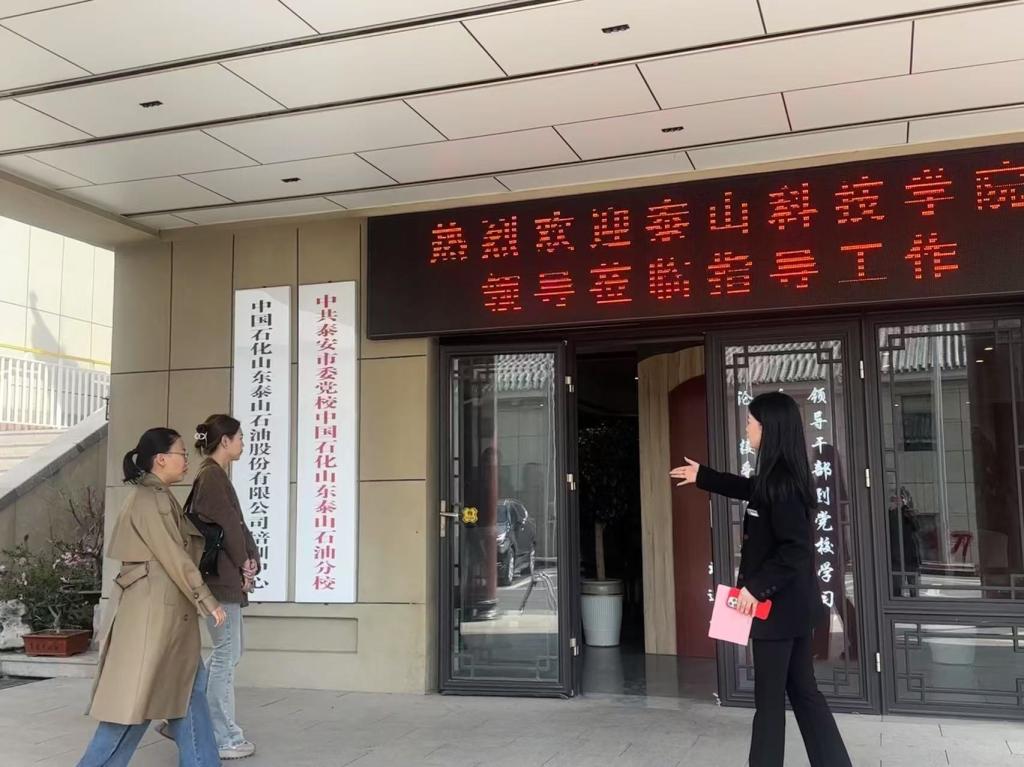 热烈欢迎泰山科技学院
领导莅临指导工作
中国石化山东泰山石油股份有限公司培训中心
中共泰安市委党校中国石化山东泰山石油分校
领导干部到党校学习